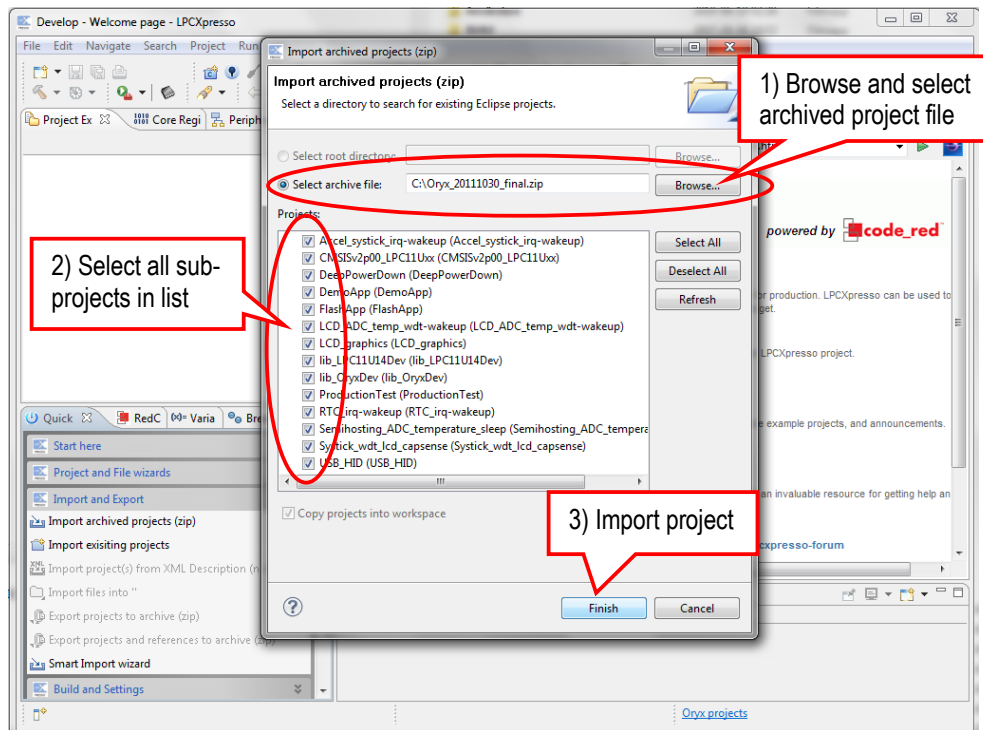 Develop - Welcome page - LPCXpresso
File Edit Navigate Search Project Run
Project Ex
Core Regi
Periph
Import archived projects (zip)
Import archived projects (zip)
Select a directory to search for existing Eclipse projects.
1) Browse and select
archived project file
Select root directory:
Browse...
Select archive file:
C:\Oryx_20111030_final.zip
Browse...
Projects:
Accel_systick_irq-wakeup (Accel_systick_irq-wakeup)
CMSISv2p00_LPC11Uxx (CMSISv2p00_LPC11Uxx)
DeepPowerDown (DeepPowerDown)
DemoApp (DemoApp)
FlashApp (FlashApp)
LCD_ADC_temp_wdt-wakeup (LCD_ADC_temp_wdt-wakeup)
LCD_graphics (LCD_graphics)
lib_LPC11U14Dev (lib_LPC11U14Dev)
lib_OryxDev (lib_OryxDev)
ProductionTest (ProductionTest)
RTC_irq-wakeup (RTC_irq-wakeup)
Semihosting_ADC_temperature_sleep (Semihosting_ADC_tempera
Systick_wdt_lcd_capsense (Systick_wdt_lcd_capsense)
USB_HID (USB_HID)
Select All
Deselect All
Refresh
2) Select all sub-
projects in list
powered by code_red
or production. LPCXpresso can be used to
get.
LPCXpresso project.
e example projects, and announcements.
an invaluable resource for getting help an
cxpresso-forum
Copy projects into workspace
3) Import project
Finish
Cancel
Quick
RedC
(x)= Varia
Bre
Start here
Project and File wizards
Import and Export
Import archived projects (zip)
Import exisiting projects
Import project(s) from XML Description (n
Import files into ''
Export projects to archive (zip)
Export projects and references to archive (zip)
Smart Import wizard
Build and Settings
Oryx projects